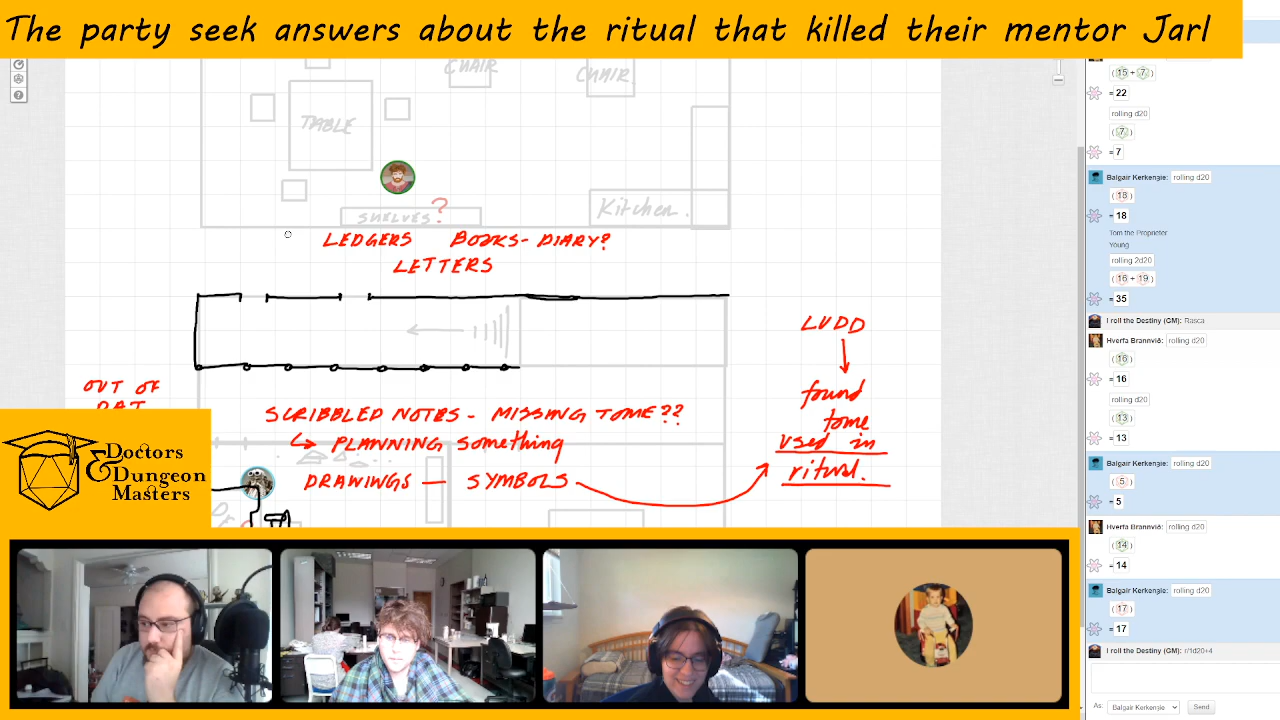 The party seek answers about the ritual that killed their mentor Jarl
CHAIR
CHAIR
TABLE
SHELVES?
Kitchen.
LEDGERS BOOKS- DIARY?
LETTERS
LUDD
found
tome
used in
ritual.
OUT OF
SCRIBBLED NOTES - MISSING TOME??
PLANNING something
DRAWINGS — SYMBOLS
Doctors
& Dungeon
Masters
(15 + 7)
= 22
rolling d20
(7)
= 7
Balgair Kerkenşie: rolling d20
(18)
= 18
Tom the Proprieter
Young
rolling 2d20
(16 + 19)
= 35
I roll the Destiny (GM): Rasca
Hverfa Brannvið: rolling d20
(16)
= 16
rolling d20
(13)
= 13
Balgair Kerkenşie: rolling d20
(5)
= 5
Hverfa Brannvið: rolling d20
(14)
= 14
Balgair Kerkenşie: rolling d20
(17)
= 17
I roll the Destiny (GM): r/1d20+4
As: Balgair Kerkenşie Send